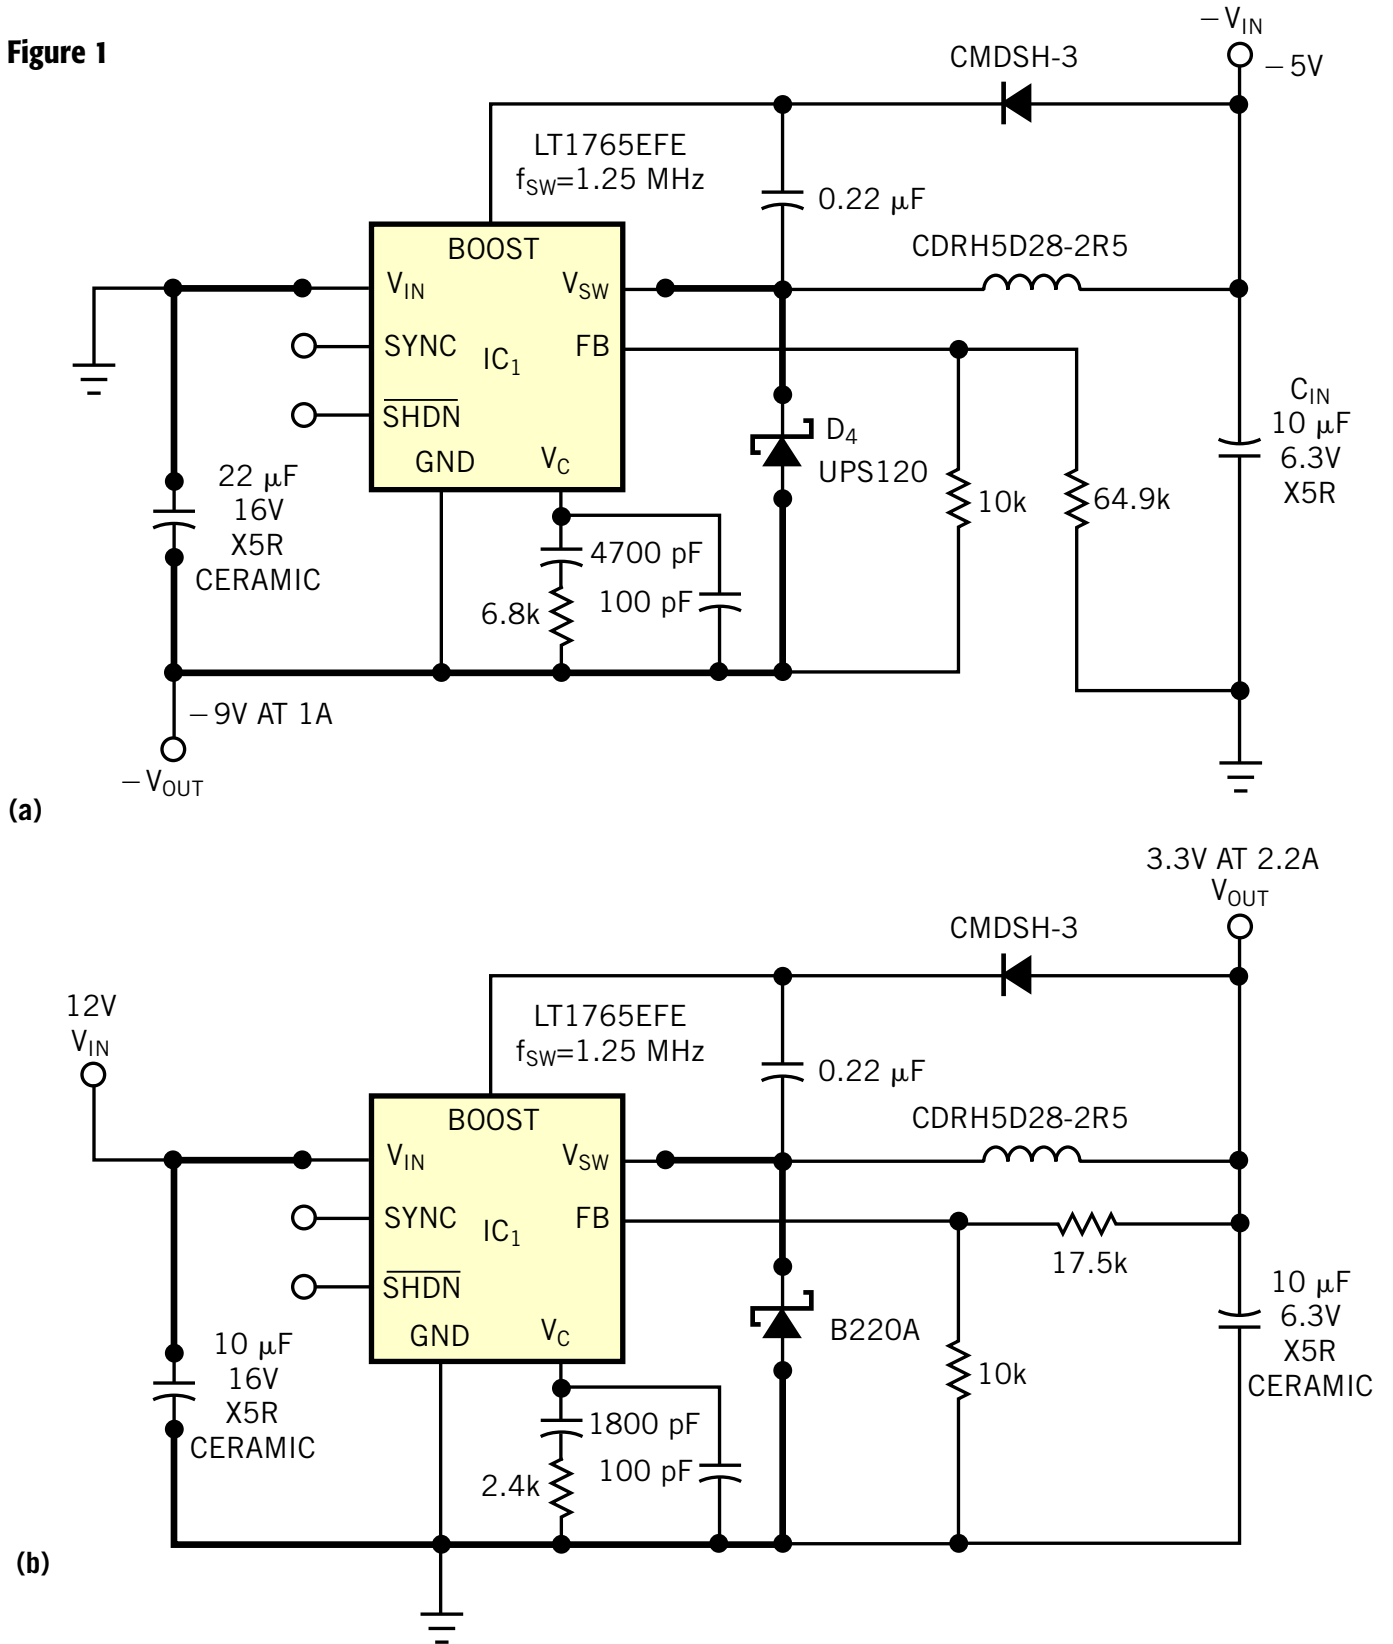 Figure 1
−VIN
−5V
CMDSH-3
LT1765EFE
fSW=1.25 MHz
0.22 µF
CDRH5D28-2R5
BOOST
VIN
VSW
SYNC
IC1
FB
SHDN
GND
VC
D4
UPS120
10k
64.9k
CIN
10 µF
6.3V
X5R
22 µF
16V
X5R
CERAMIC
4700 pF
6.8k
100 pF
−9V AT 1A
−VOUT
(a)
3.3V AT 2.2A
VOUT
CMDSH-3
12V
VIN
LT1765EFE
fSW=1.25 MHz
0.22 µF
CDRH5D28-2R5
BOOST
VIN
VSW
SYNC
IC1
FB
SHDN
GND
VC
17.5k
B220A
10k
10 µF
6.3V
X5R
CERAMIC
10 µF
16V
X5R
CERAMIC
1800 pF
2.4k
100 pF
(b)